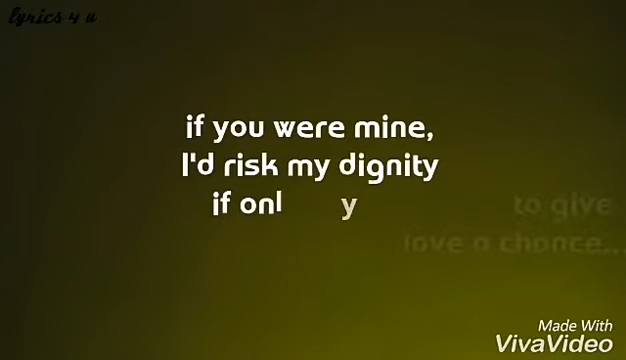 lyrics 4 u
if you were mine,
I'd risk my dignity
if only to give
love a chance...
Made With
VivaVideo